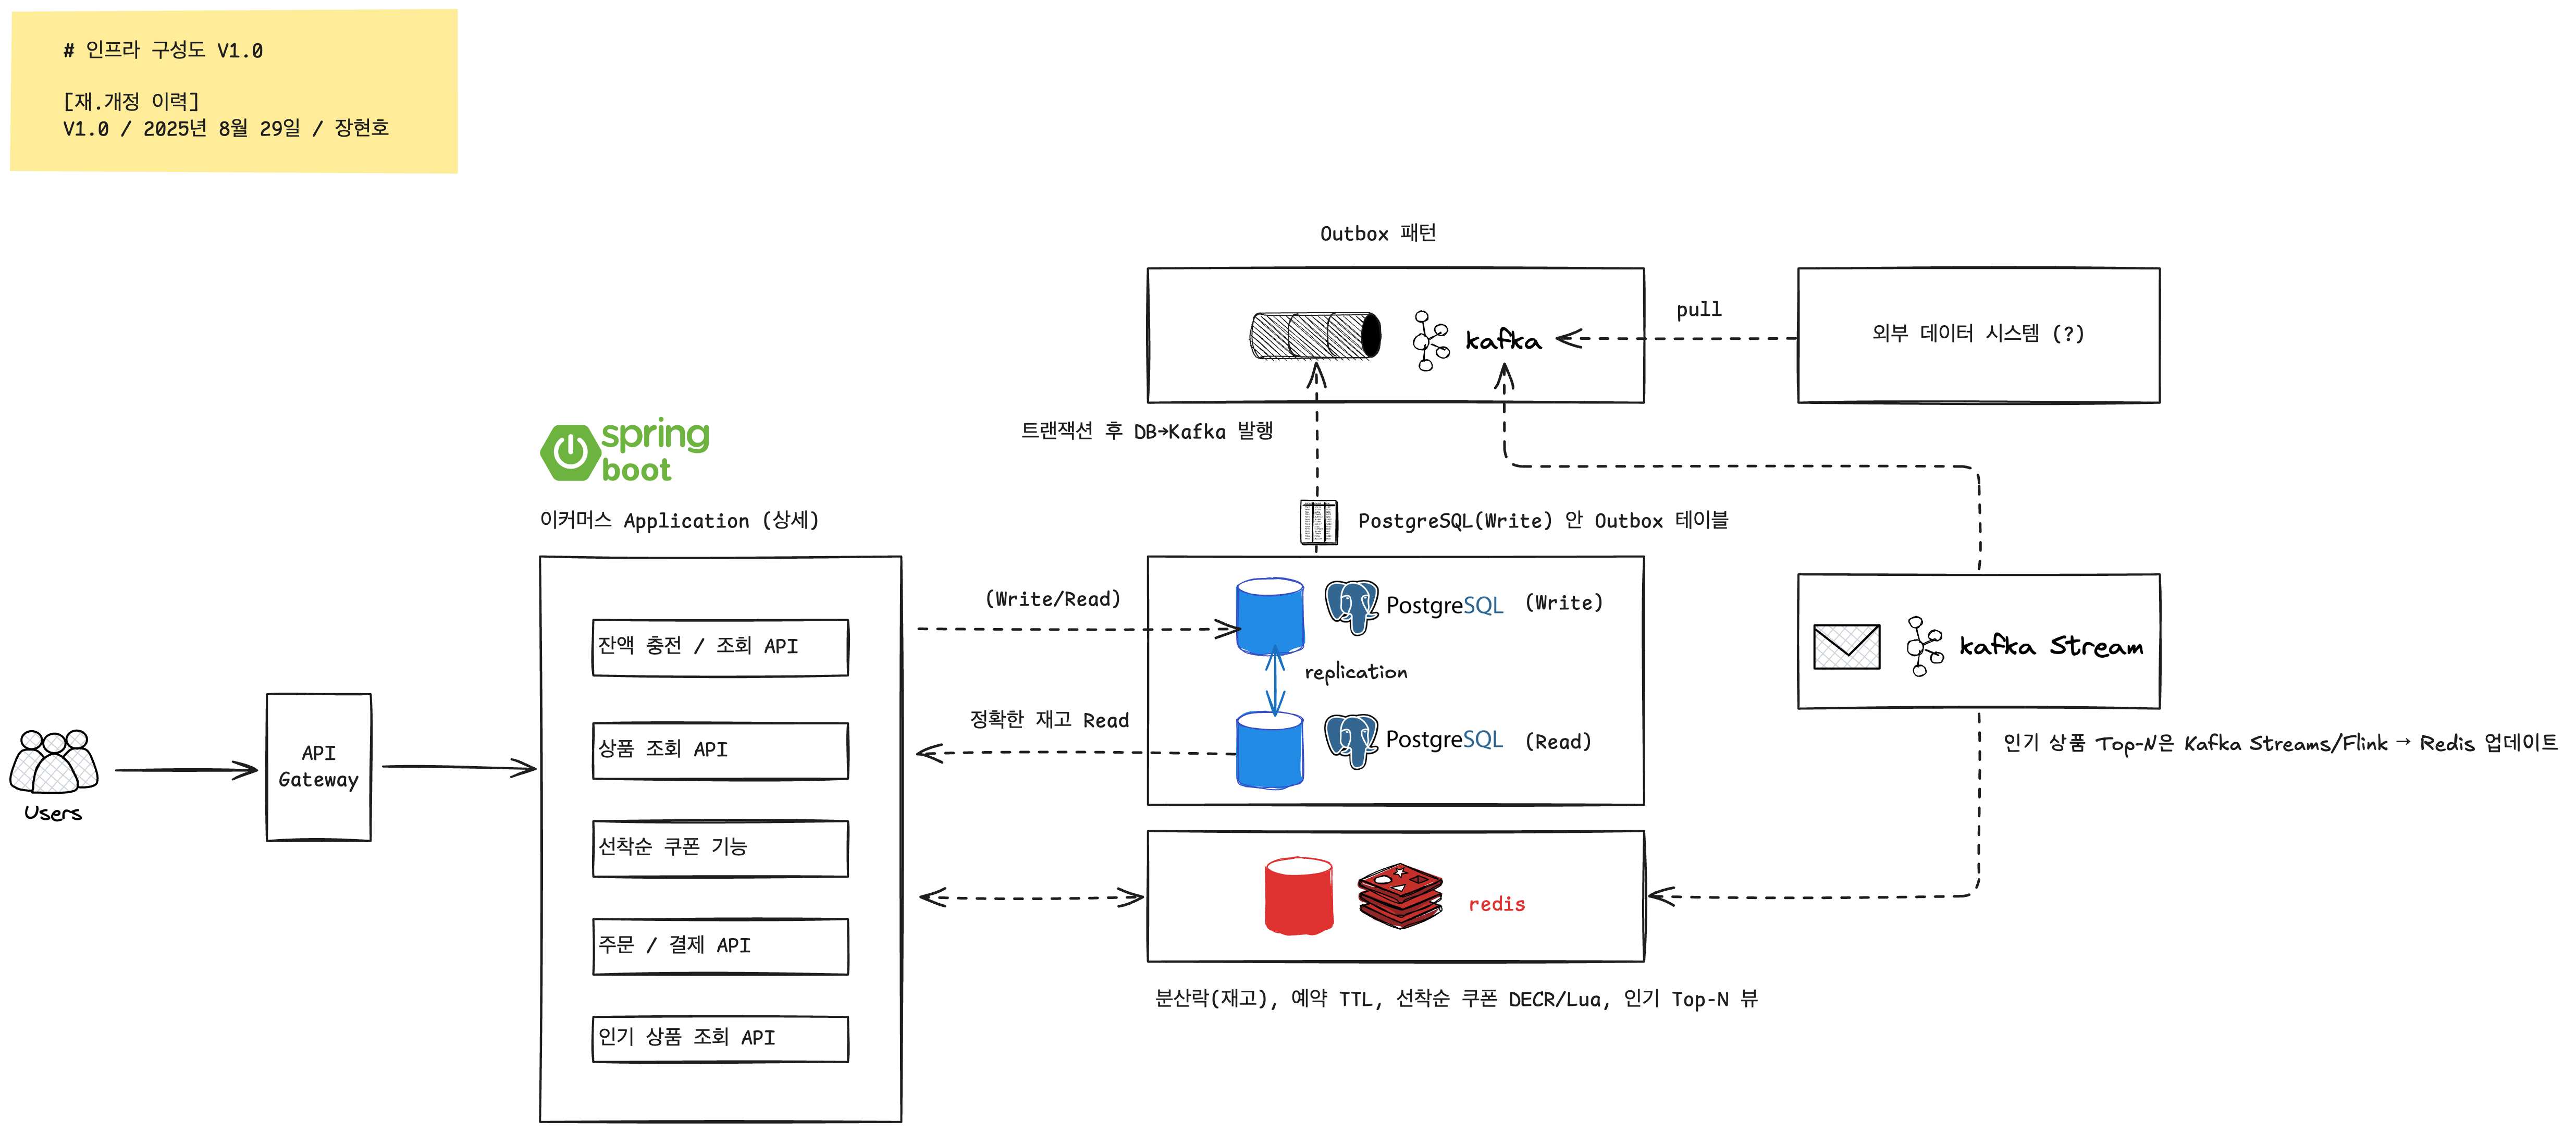 # 인프라 구성도 V1.0
[재.개정 이력]
V1.0 / 2025년 8월 29일 / 장현호
Outbox 패턴
kafka
pull
외부 데이터 시스템 (?)
트랜잭션 후 DB→Kafka 발행
spring
boot
이커머스 Application (상세)
PostgreSQL(Write) 안 Outbox 테이블
잔액 충전 / 조회 API
상품 조회 API
선착순 쿠폰 기능
주문 / 결제 API
인기 상품 조회 API
(Write/Read)
정확한 재고 Read
PostgreSQL (Write)
replication
PostgreSQL (Read)
kafka Stream
인기 상품 Top-N은 Kafka Streams/Flink → Redis 업데이트
API
Gateway
Users
redis
분산락(재고), 예약 TTL, 선착순 쿠폰 DECR/Lua, 인기 Top-N 뷰